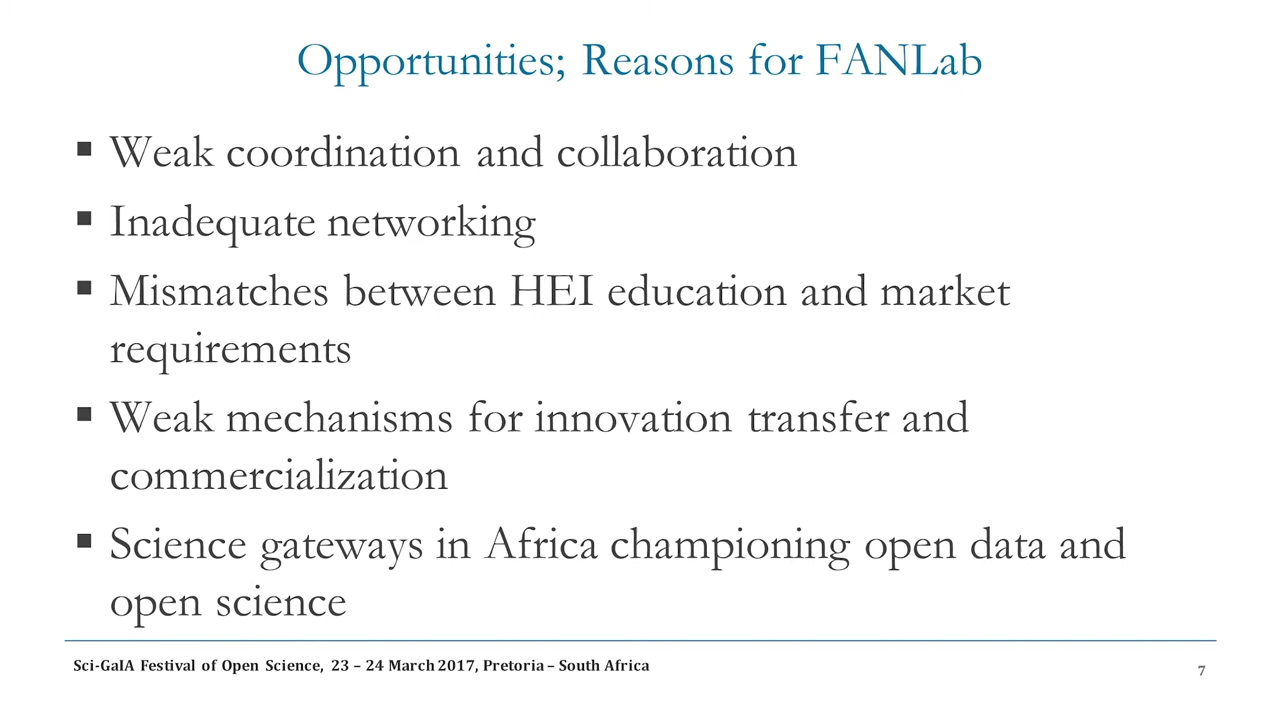 Opportunities; Reasons for FANLab
▪ Weak coordination and collaboration
▪ Inadequate networking
▪ Mismatches between HEI education and market
requirements
▪ Weak mechanisms for innovation transfer and
commercialization
▪ Science gateways in Africa championing open data and
open science
Sci-GaIA Festival of Open Science, 23 – 24 March 2017, Pretoria – South Africa
7